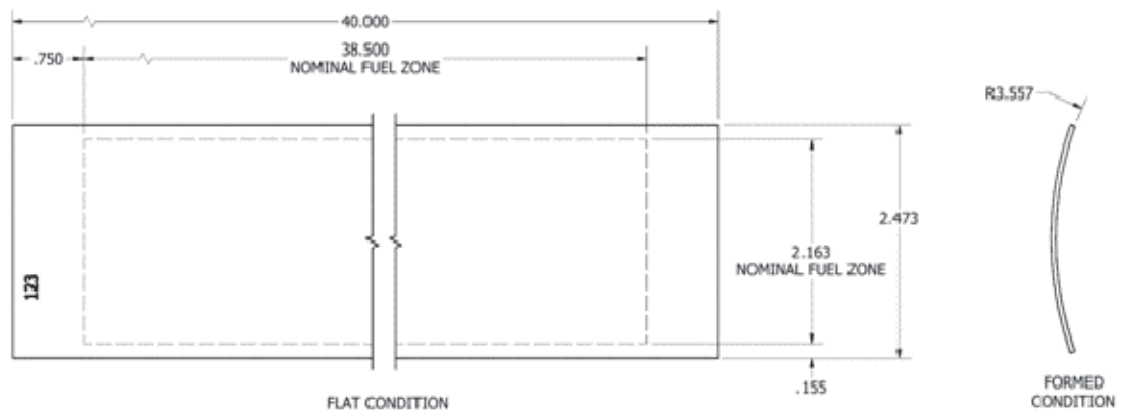 40.000
.750
38.500
NOMINAL FUEL ZONE
R3.557
2.473
2.163
NOMINAL FUEL ZONE
123
.155
FLAT CONDITION
FORMED
CONDITION